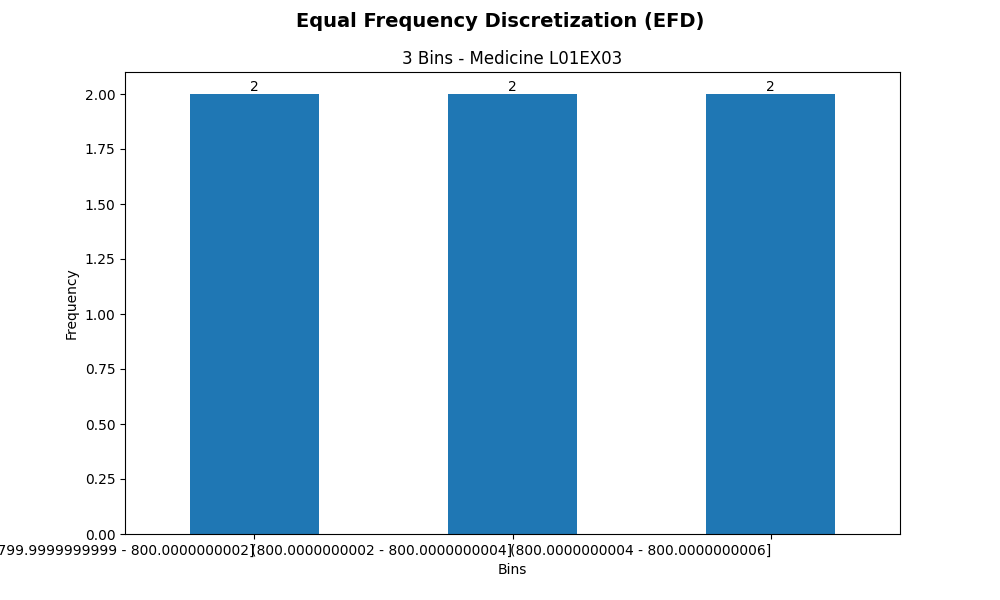 Equal Frequency Discretization (EFD)
3 Bins - Medicine L01EX03
2 2 2
2.00
1.75
1.50
1.25
1.00
0.75
0.50
0.25
0.00
Frequency
799.9999999999 - 800.0000000002] (800.0000000002 - 800.0000000004] (800.0000000004 - 800.0000000006]
Bins